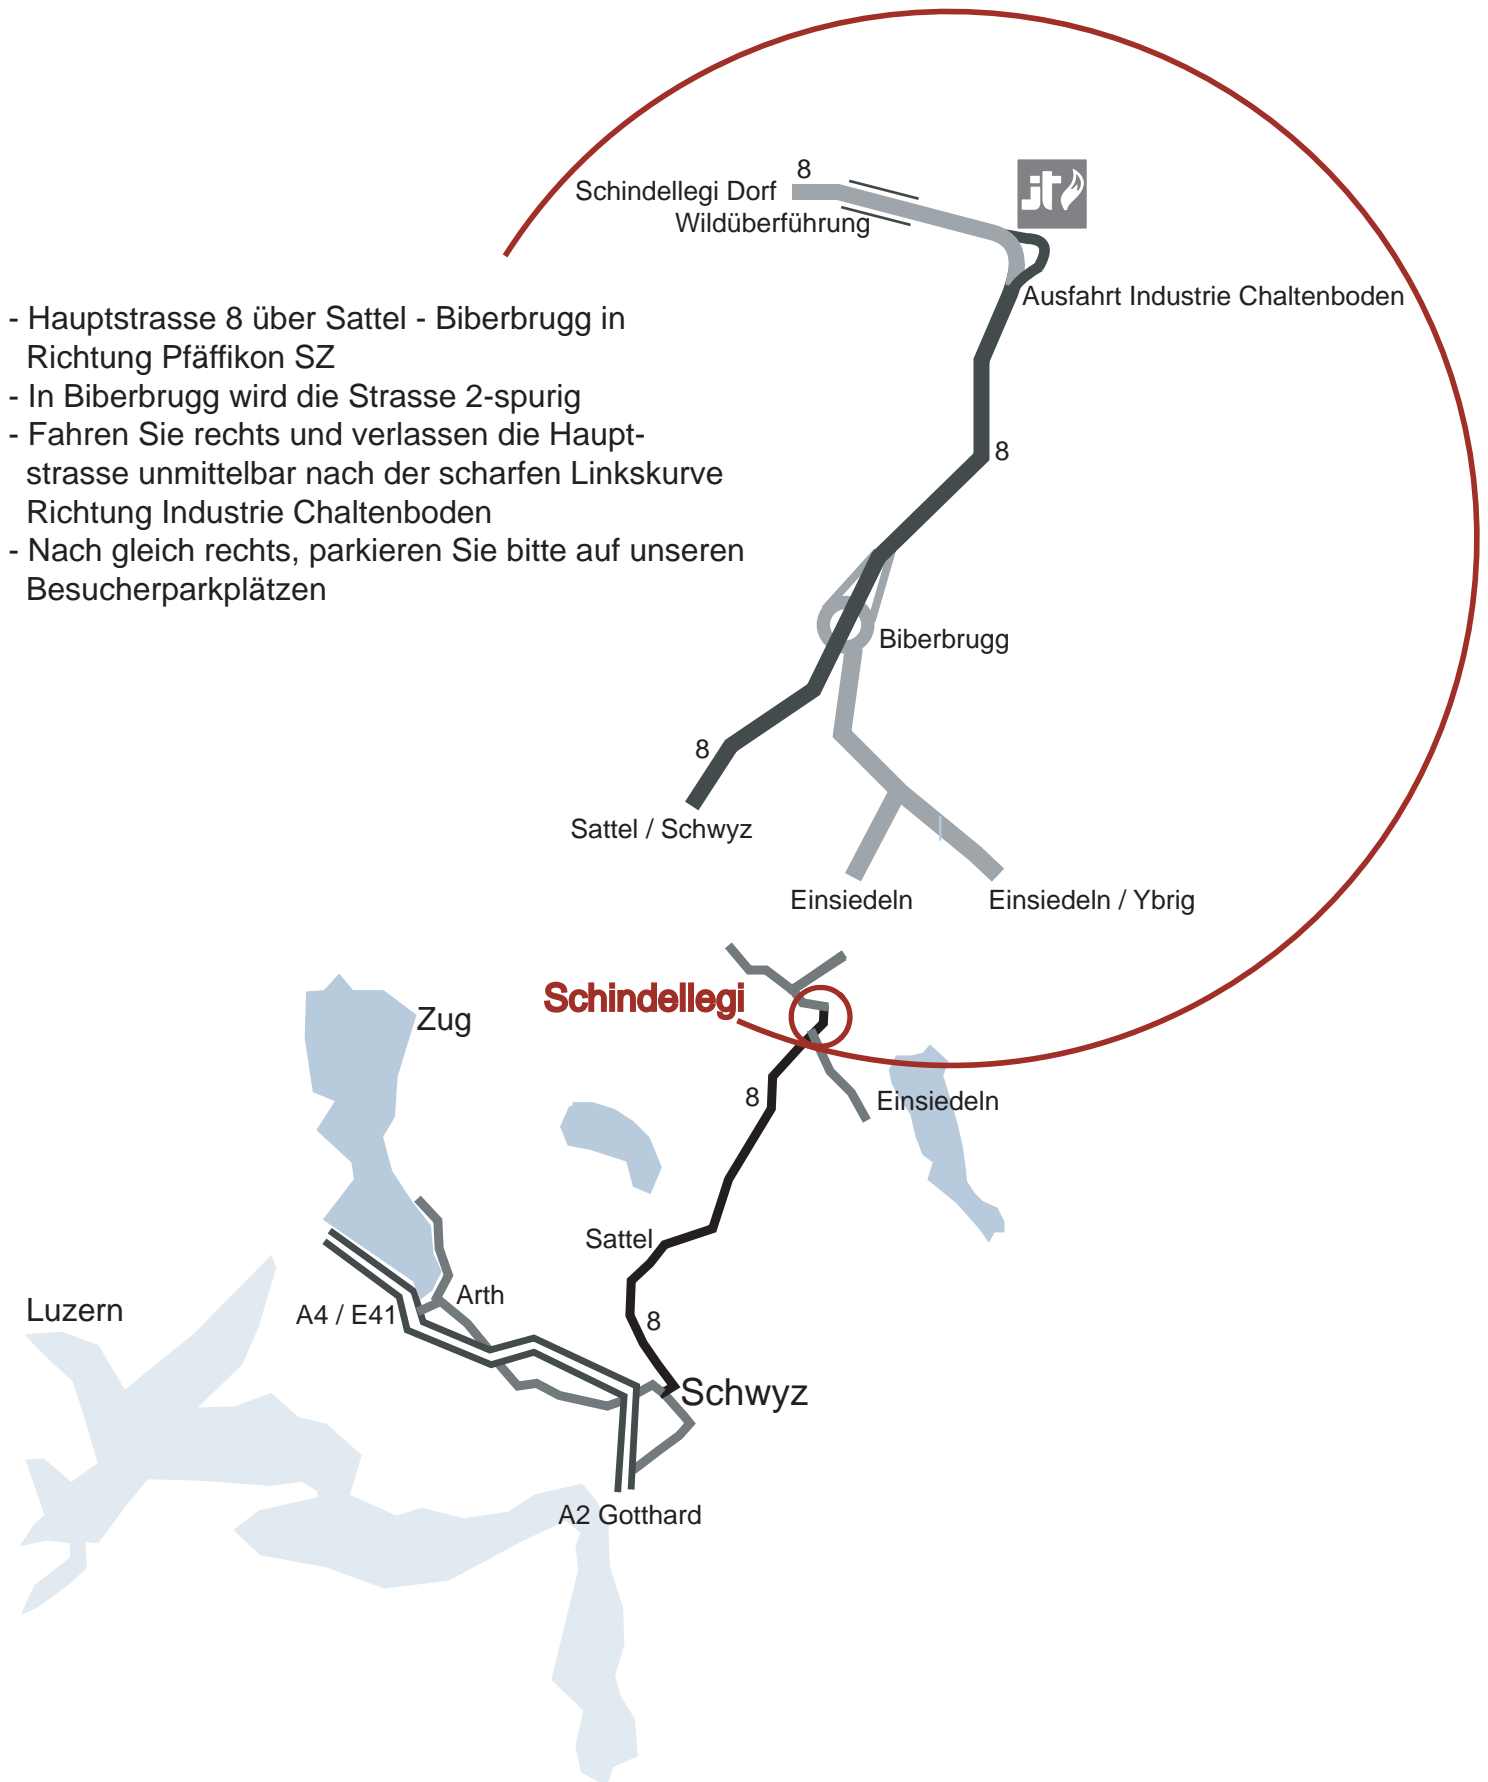 8
Schindellegi Dorf
Wildüberführung
jt
Ausfahrt Industrie Chaltenboden
- Hauptstrasse 8 über Sattel - Biberbrugg in
Richtung Pfäffikon SZ
- In Biberbrugg wird die Strasse 2-spurig
- Fahren Sie rechts und verlassen die Haupt-
strasse unmittelbar nach der scharfen Linkskurve
Richtung Industrie Chaltenboden
- Nach gleich rechts, parkieren Sie bitte auf unseren
Besucherparkplätzen
8
Biberbrugg
8
Sattel / Schwyz
Einsiedeln
Einsiedeln / Ybrig
Schindellegi
Zug
8
Einsiedeln
Sattel
Arth
Luzern
A4 / E41
8
Schwyz
A2 Gotthard